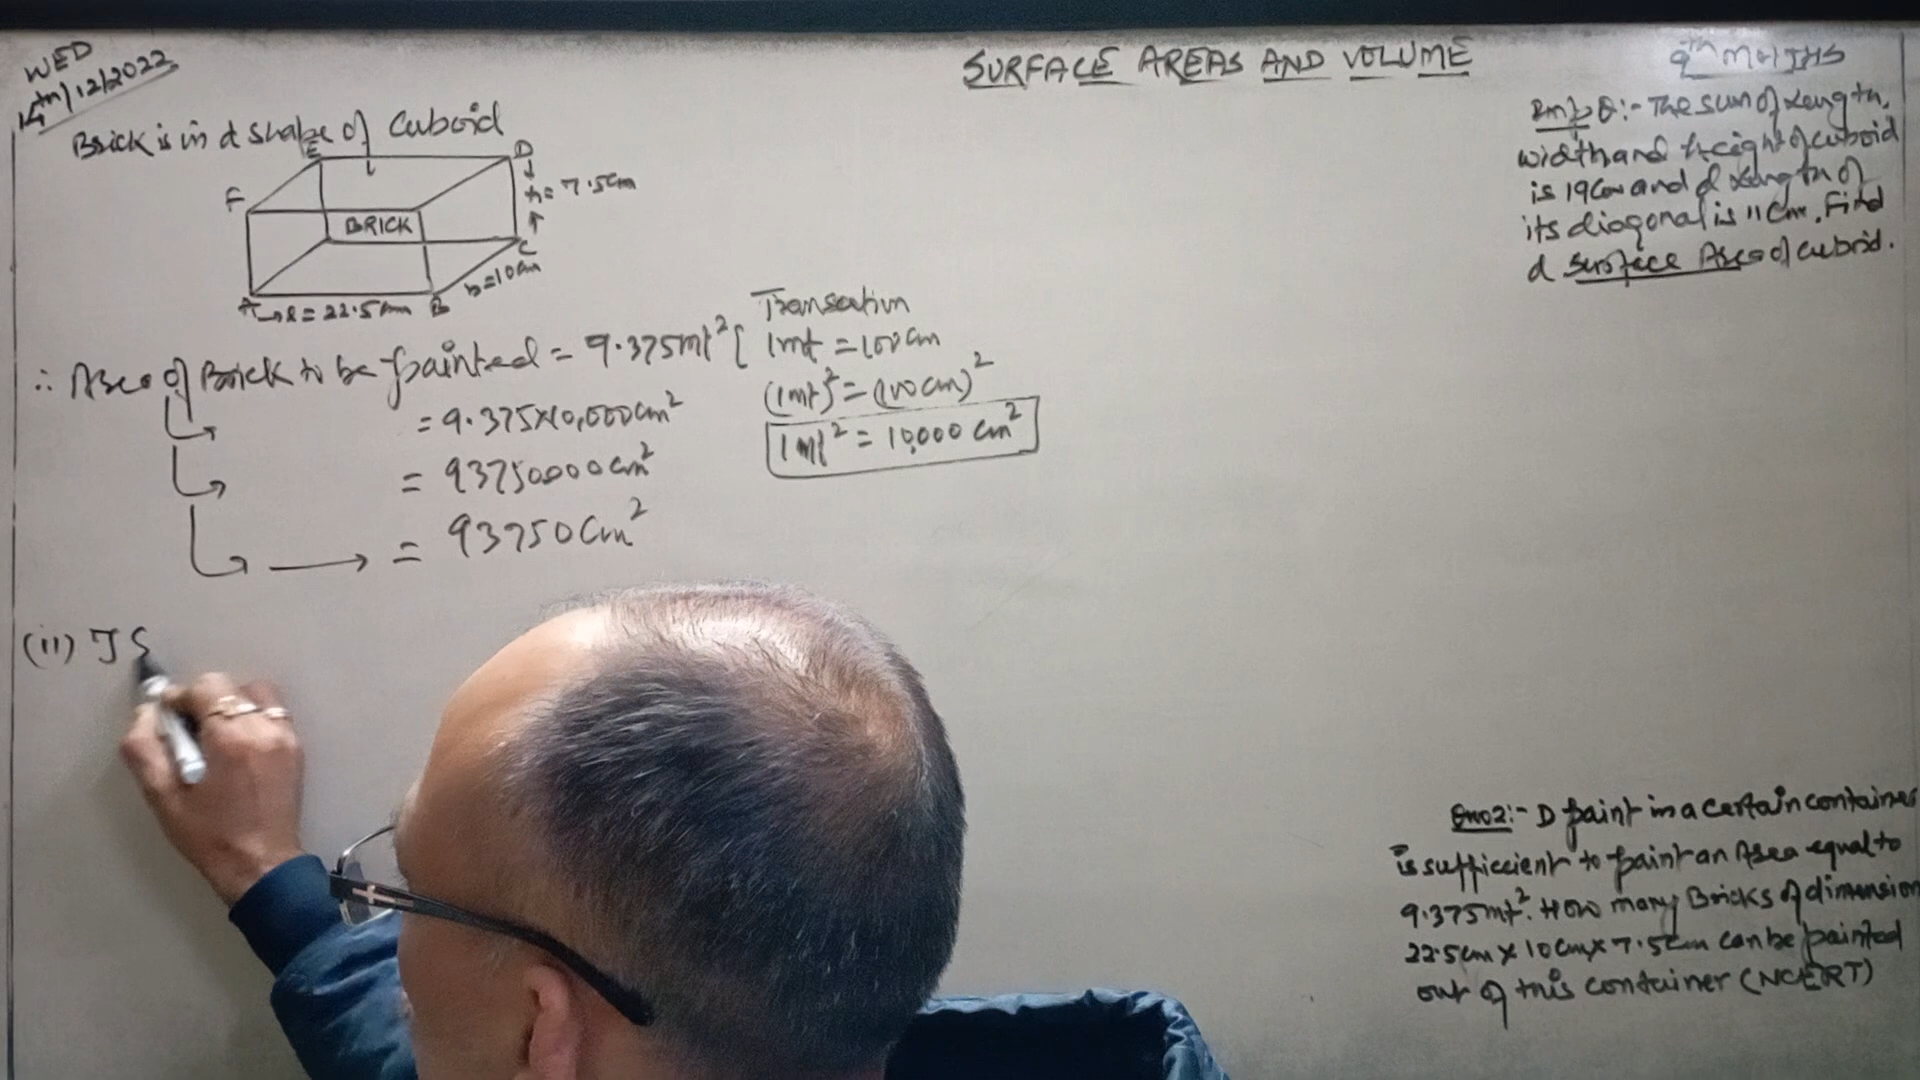 WED
14th/12/2022
SURFACE AREAS AND VOLUME
9th MATHS
Brick is in d shape of Cuboid
E
D
F
h = 7.5cm
BRICK
C
b=10cm
A → l = 22.5cm B
∴ Area of Brick to be painted = 9.375mt² [
= 9.375×10,000cm²
= 93750000cm²
= 93750cm²
1mt = 100cm
(1mt)² = (100cm)²
1m² = 10,000 cm²
(ii) TS
Imp Q:- The sum of length,
width and height of cuboid
is 19cm and d length of
its diagonal is 11cm. Find
d Surface Area of cuboid.
Qno2:- D paint in a certain container
is sufficient to paint an Area equal to
9.375mt². How many Bricks of dimension
22.5cm × 10cm × 7.5cm can be painted
out of this container (NCERT)